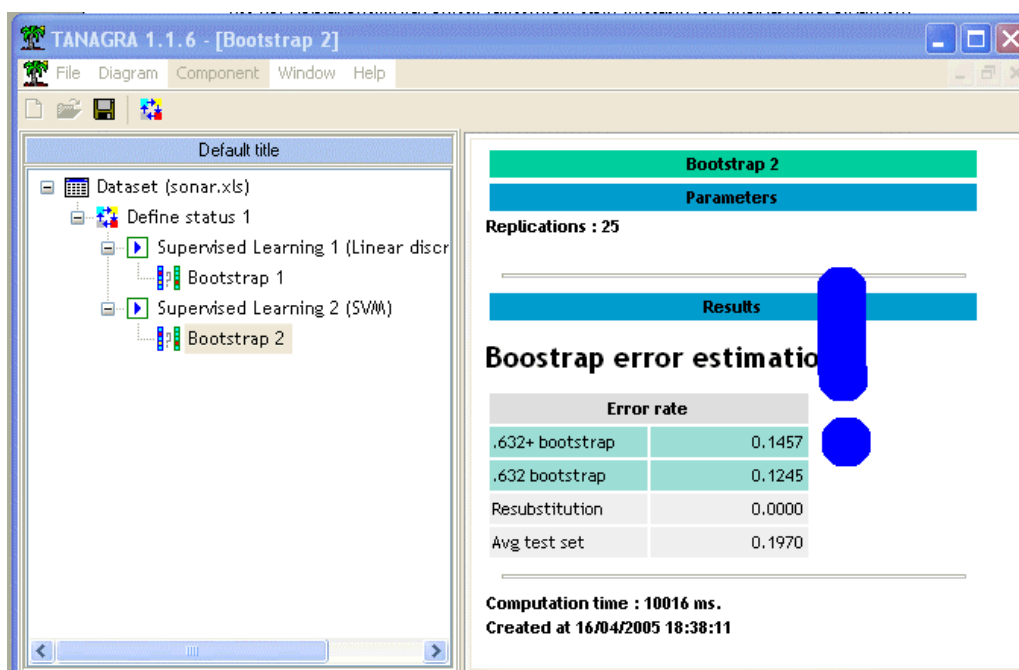 TANAGRA 1.1.6 - [Bootstrap 2]
File Diagram Component Window Help
Default title
Dataset (sonar.xls)
Define status 1
Supervised Learning 1 (Linear discr
Bootstrap 1
Supervised Learning 2 (SVM)
Bootstrap 2
Bootstrap 2
Parameters
Replications : 25
Results
Boostrap error estimatio
Error rate
.632+ bootstrap 0.1457
.632 bootstrap 0.1245
Resubstitution 0.0000
Avg test set 0.1970
Computation time : 10016 ms.
Created at 16/04/2005 18:38:11